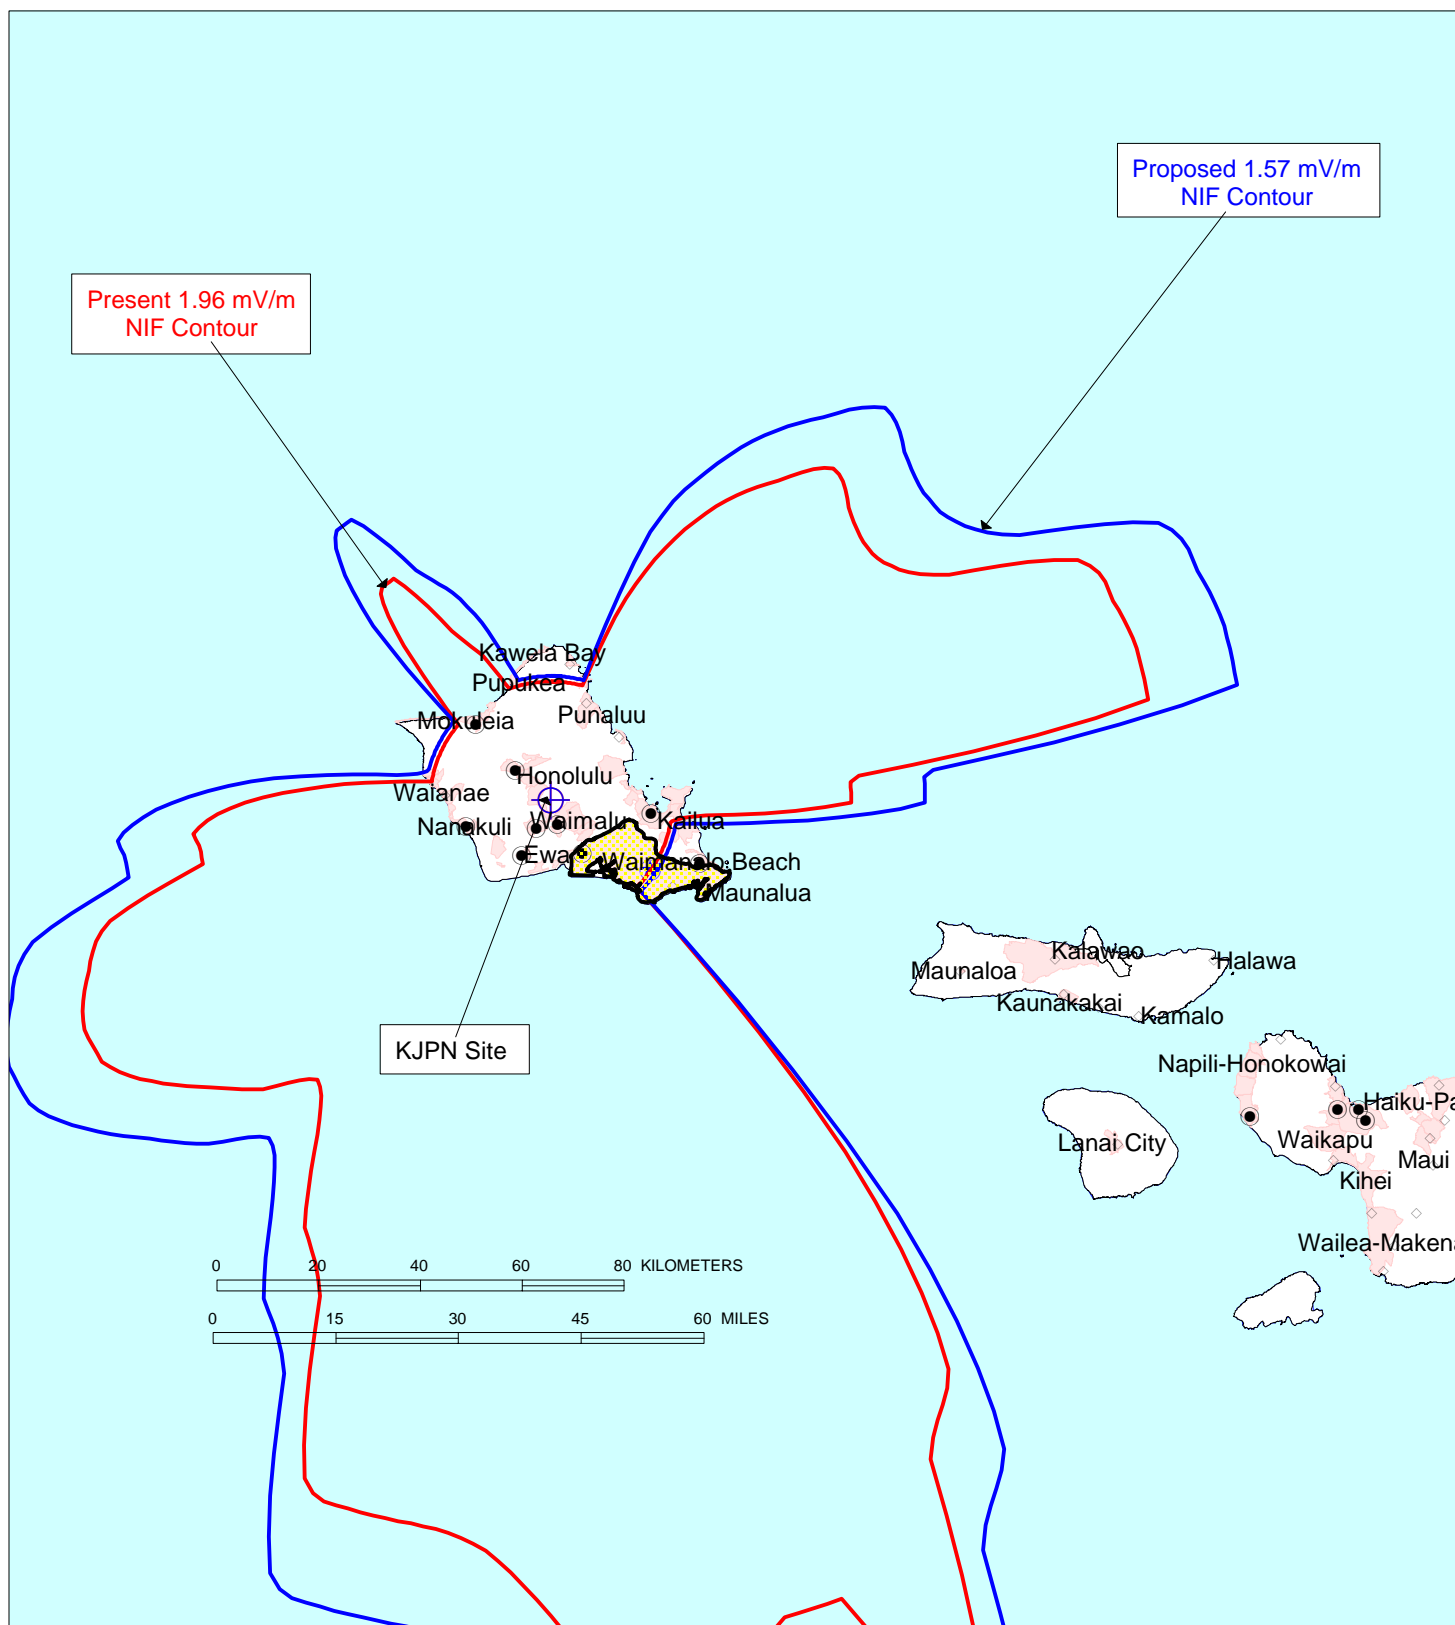 Proposed 1.57 mV/m
NIF Contour
Present 1.96 mV/m
NIF Contour
Kawela Bay
Pupukea
Punaluu
Mokuleia
Honolulu
Waianae
Nanakuli
Waimalu
Kailua
Ewa
Waimanalo Beach
Maunalua
Kalawao
Maunaloa
Halawa
Kaunakakai
Kamalo
KJPN Site
Napili-Honokowai
Haiku-Pa
Lanai City
Waikapu
Maui
Kihei
Wailea-Makena
0 20 40 60 80 KILOMETERS
0 15 30 45 60 MILES